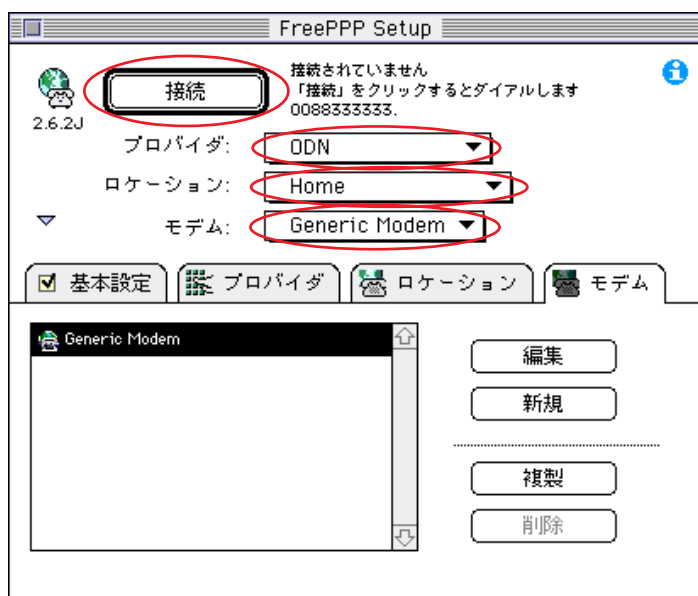 FreePPP Setup
接続
接続されていません
「接続」をクリックするとダイアルします
0088333333.
2.6.2J
プロバイダ: ODN
ロケーション: Home
モデム: Generic Modem
基本設定 プロバイダ ロケーション モデム
Generic Modem
編集
新規
複製
削除